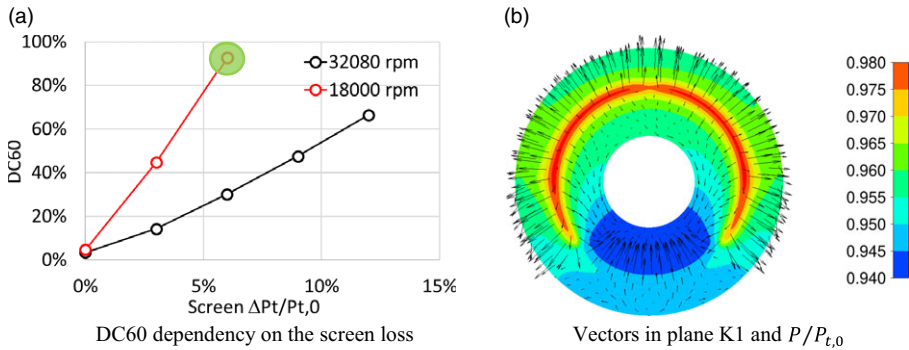 (a)
100%
80%
60%
40%
20%
0%
DC60
32080 rpm
18000 rpm
0%
5%
10%
15%
Screen ΔPt/Pt,0
DC60 dependency on the screen loss
(b)
0.980
0.975
0.970
0.965
0.960
0.955
0.950
0.945
0.940
Vectors in plane K1 and P/Pt,0